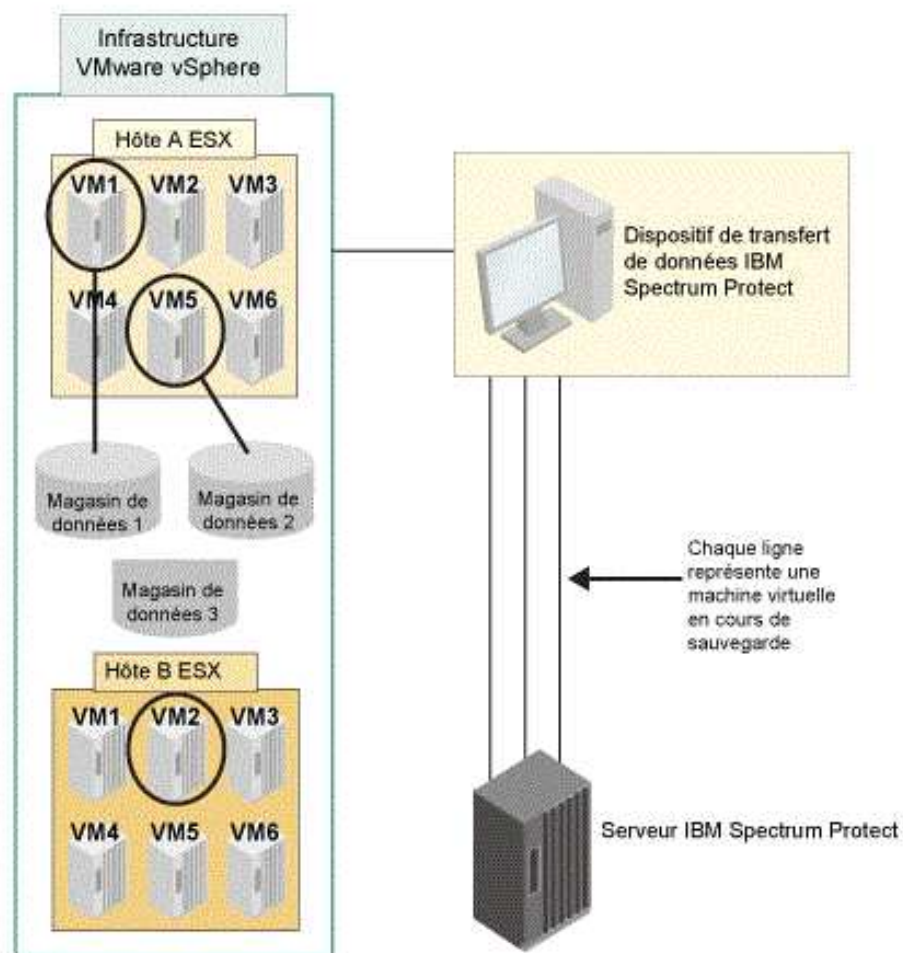 Infrastructure
VMware vSphere
Hôte A ESX
VM1 VM2 VM3
VM4 VM5 VM6
Magasin de
données 1
Magasin de
données 2
Magasin de
données 3
Hôte B ESX
VM1 VM2 VM3
VM4 VM5 VM6
Dispositif de transfert
de données IBM
Spectrum Protect
Chaque ligne
représente une
machine virtuelle
en cours de
sauvegarde
Serveur IBM Spectrum Protect